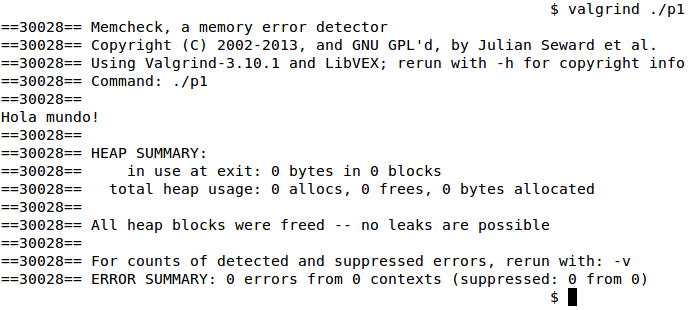 $ valgrind ./p1
==30028== Memcheck, a memory error detector
==30028== Copyright (C) 2002-2013, and GNU GPL'd, by Julian Seward et al.
==30028== Using Valgrind-3.10.1 and LibVEX; rerun with -h for copyright info
==30028== Command: ./p1
==30028==
Hola mundo!
==30028==
==30028== HEAP SUMMARY:
==30028==     in use at exit: 0 bytes in 0 blocks
==30028==   total heap usage: 0 allocs, 0 frees, 0 bytes allocated
==30028==
==30028== All heap blocks were freed -- no leaks are possible
==30028==
==30028== For counts of detected and suppressed errors, rerun with: -v
==30028== ERROR SUMMARY: 0 errors from 0 contexts (suppressed: 0 from 0)
$